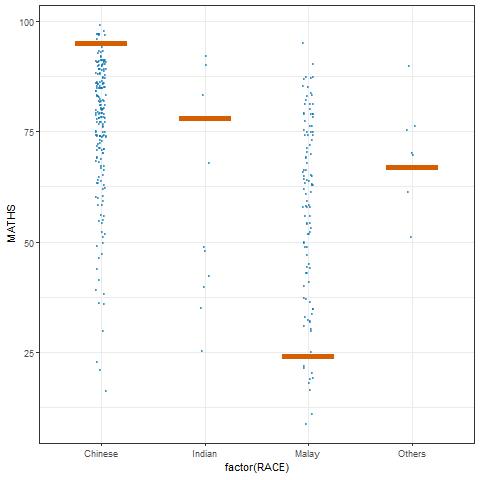 100
75
50
25
MATHS
Chinese
Indian
Malay
Others
factor(RACE)